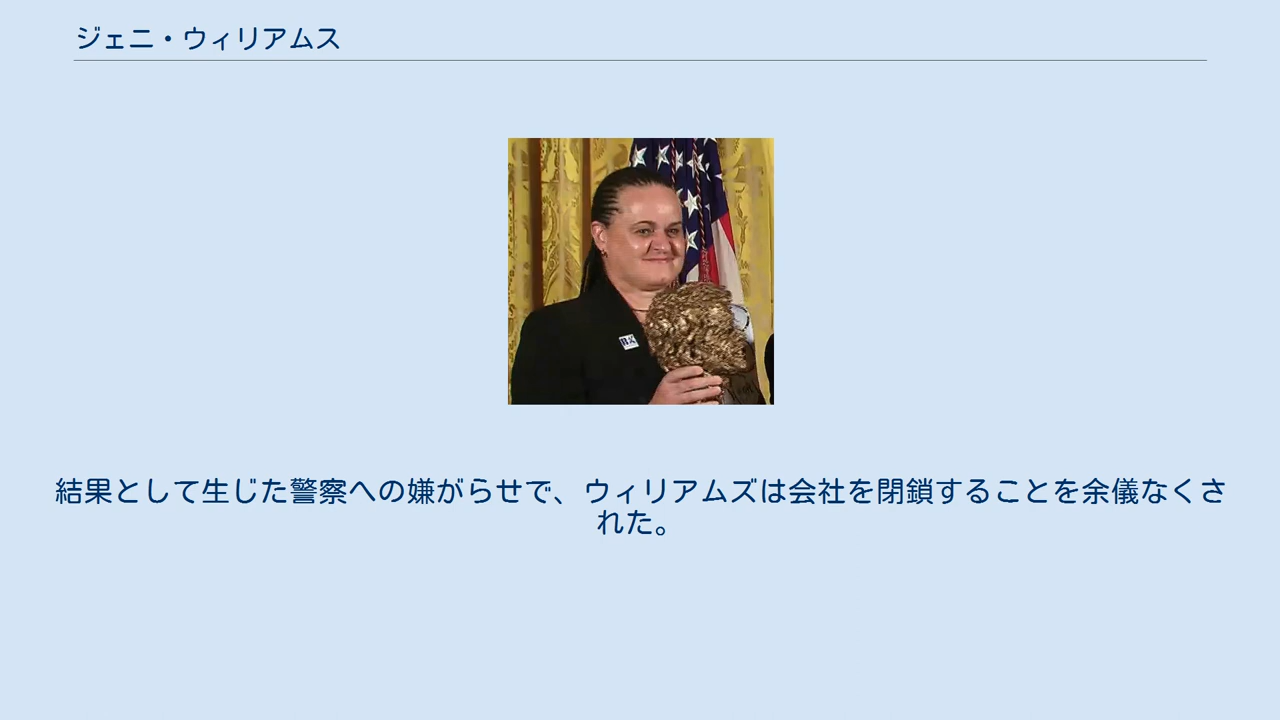 ジェニ・ウィリアムス
結果として生じた警察への嫌がらせで、ウィリアムズは会社を閉鎖することを余儀なくさ
れた。